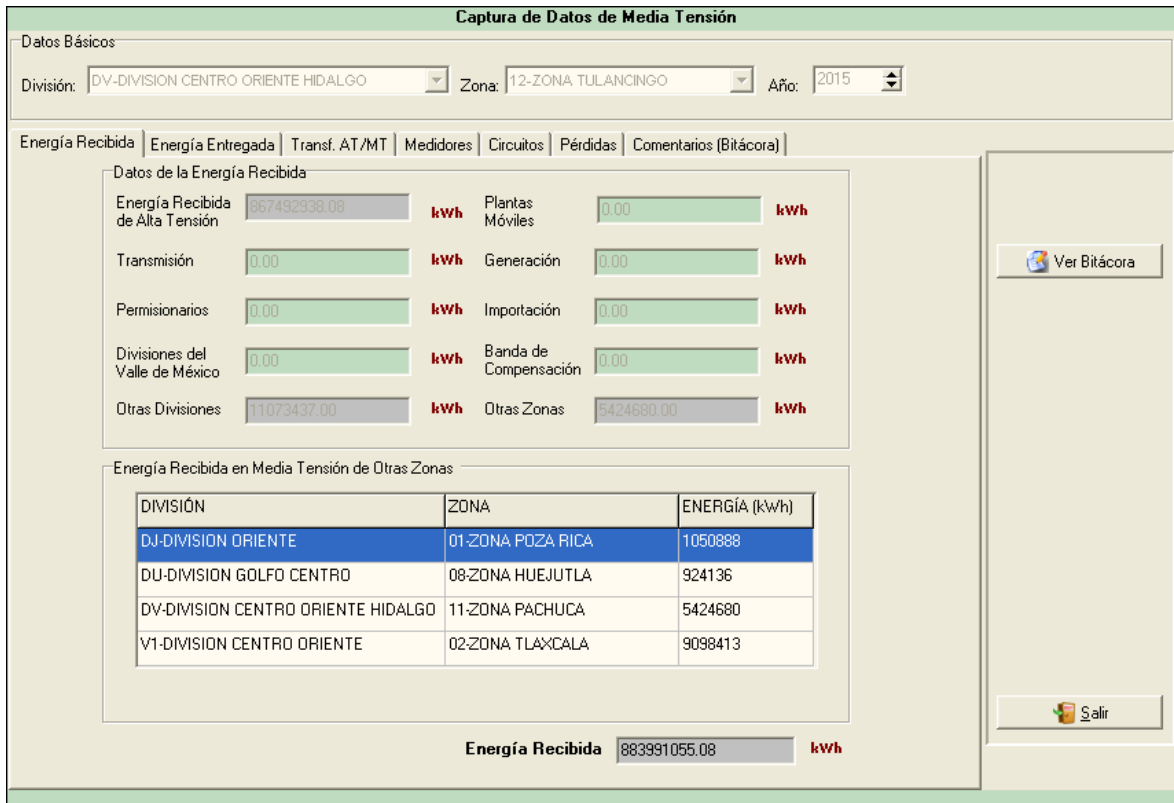 Captura de Datos de Media Tensión
Datos Básicos
División: DV-DIVISION CENTRO ORIENTE HIDALGO Zona: 12-ZONA TULANCINGO Año: 2015
Energía Recibida Energía Entregada Transf. AT/MT Medidores Circuitos Pérdidas Comentarios (Bitácora)
Datos de la Energía Recibida
Energía Recibida de Alta Tensión 867492938.08 kWh Plantas Móviles 0.00 kWh
Transmisión 0.00 kWh Generación 0.00 kWh
Permisionarios 0.00 kWh Importación 0.00 kWh
Divisiones del Valle de México 0.00 kWh Banda de Compensación 0.00 kWh
Otras Divisiones 11073437.00 kWh Otras Zonas 5424680.00 kWh
Ver Bitácora
Energía Recibida en Media Tensión de Otras Zonas
DIVISIÓN ZONA ENERGÍA (kWh)
DJ-DIVISION ORIENTE 01-ZONA POZA RICA 1050888
DU-DIVISION GOLFO CENTRO 08-ZONA HUEJUTLA 924136
DV-DIVISION CENTRO ORIENTE HIDALGO 11-ZONA PACHUCA 5424680
V1-DIVISION CENTRO ORIENTE 02-ZONA TLAXCALA 9098413
Salir
Energía Recibida 883991055.08 kWh